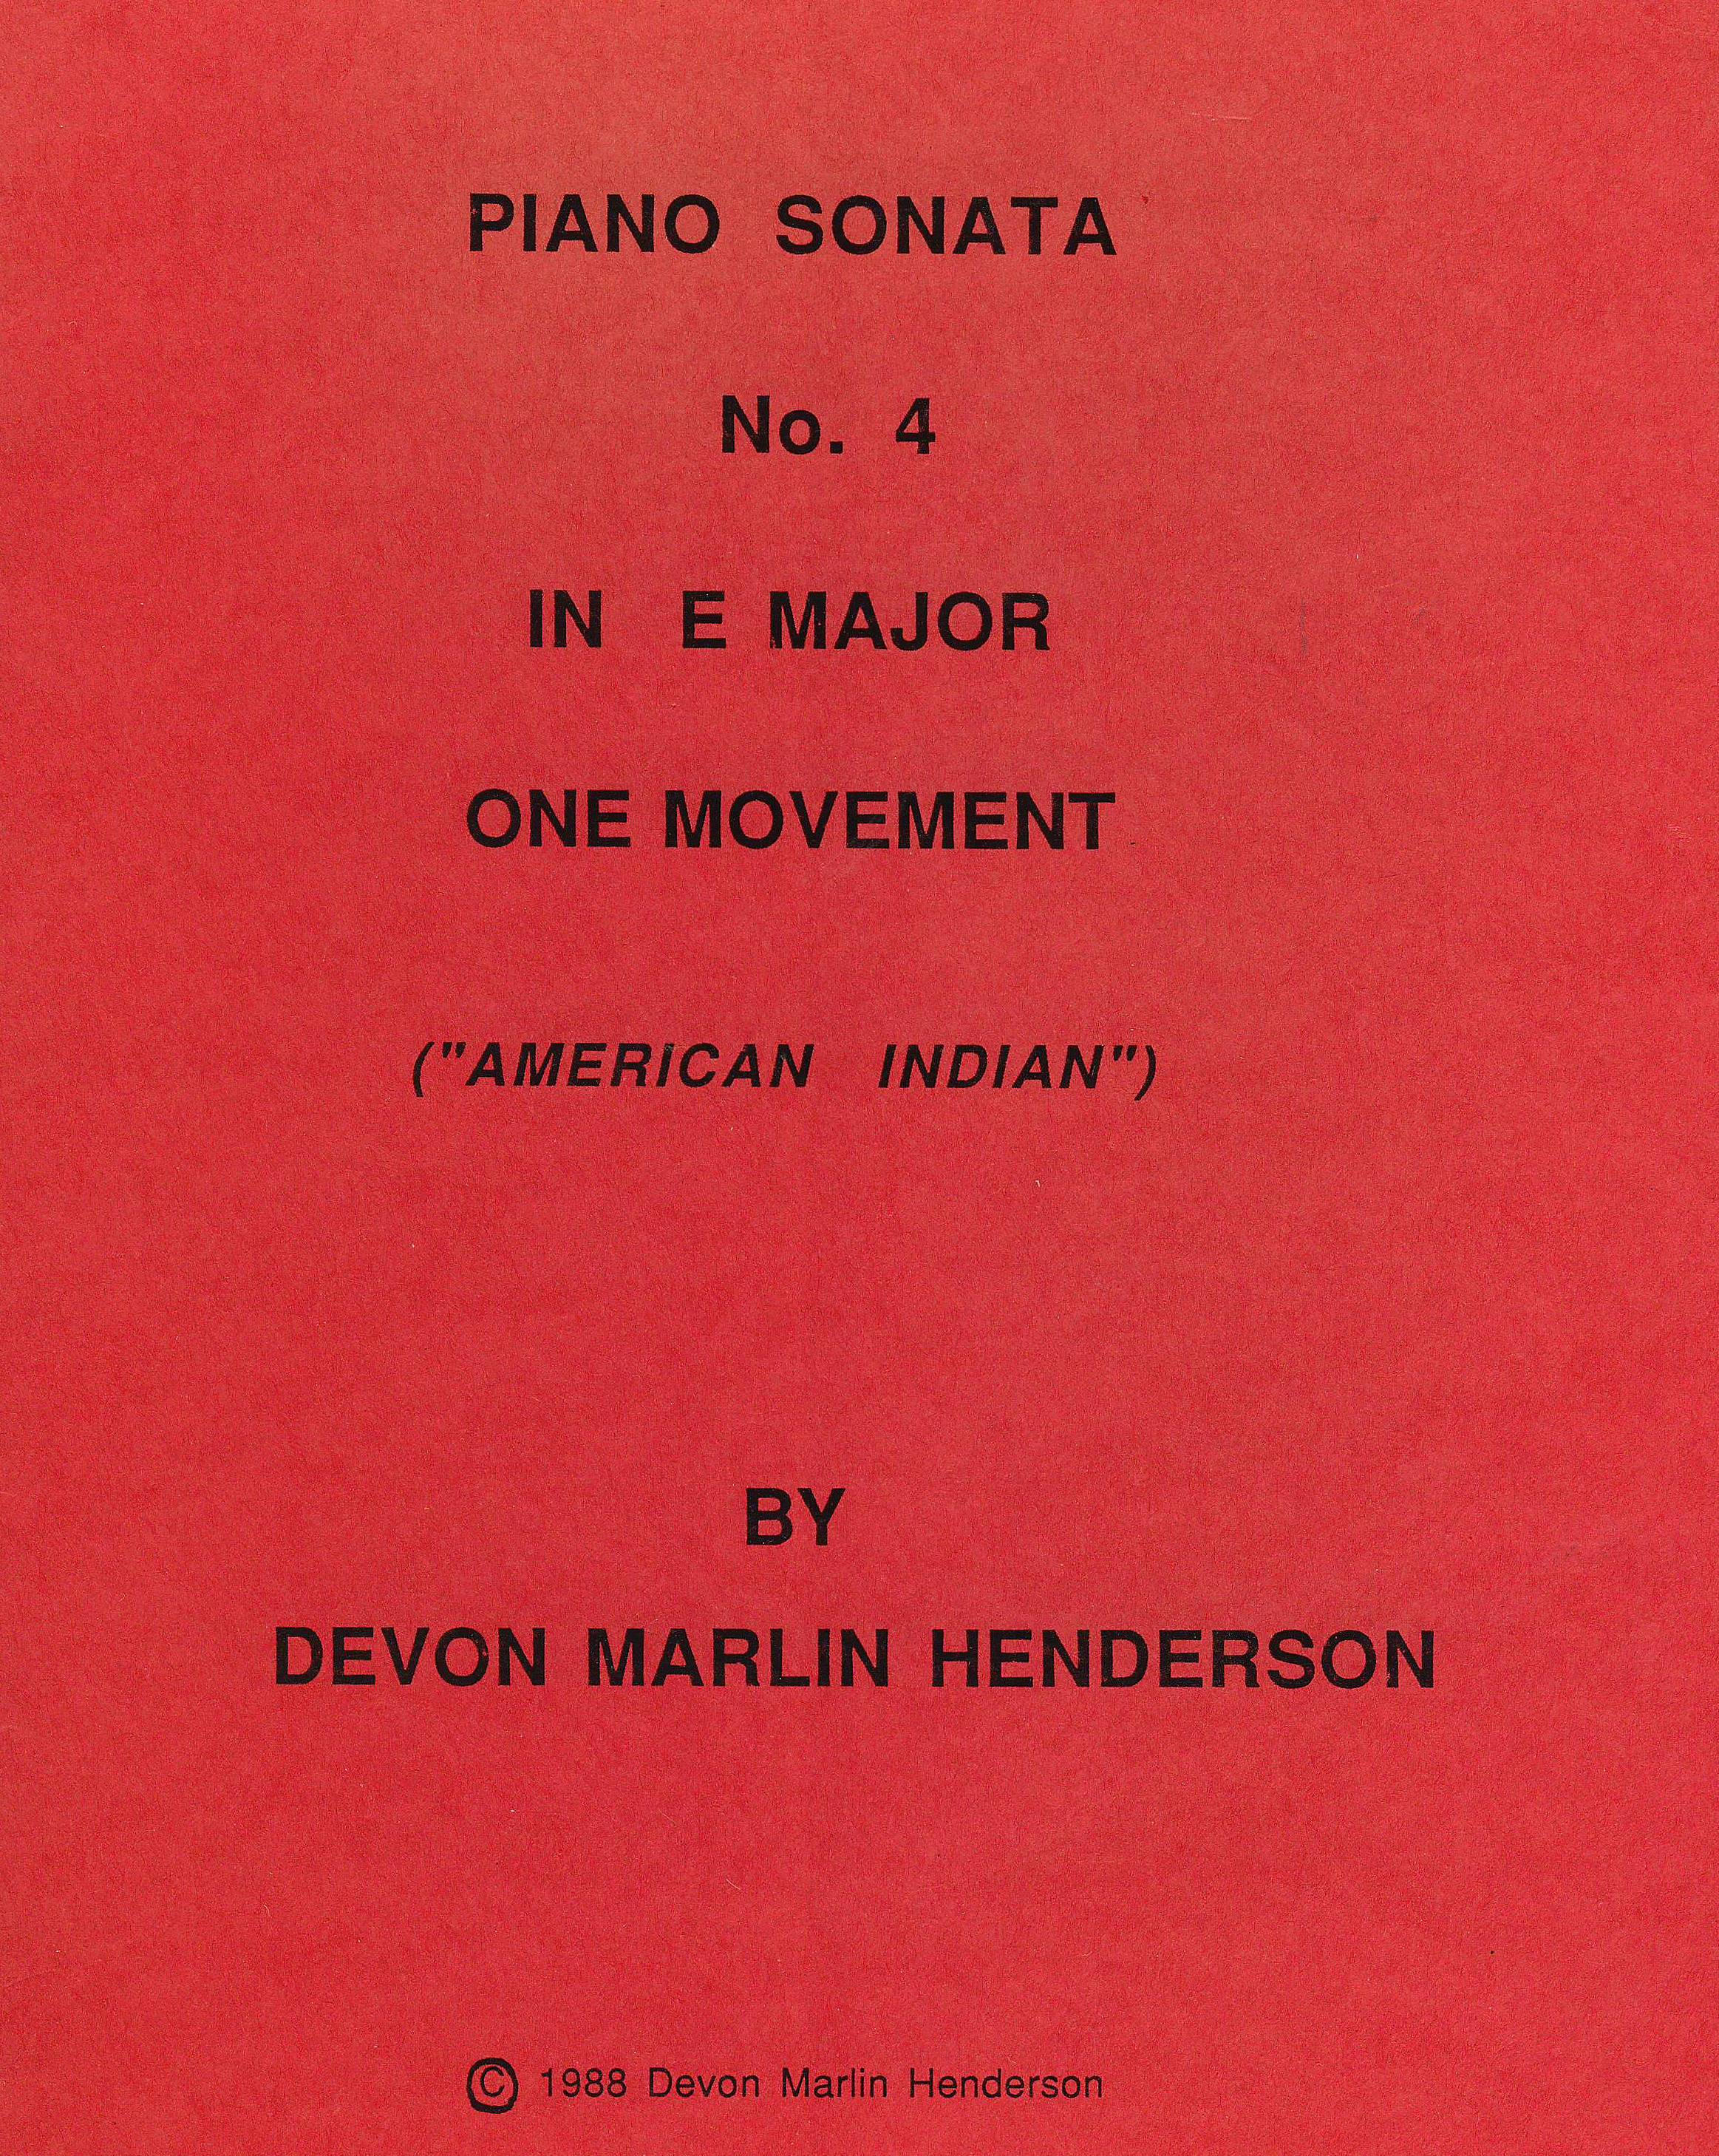 PIANO SONATA
No. 4
IN E MAJOR
ONE MOVEMENT
("AMERICAN INDIAN")
BY
DEVON MARLIN HENDERSON
© 1988 Devon Marlin Henderson